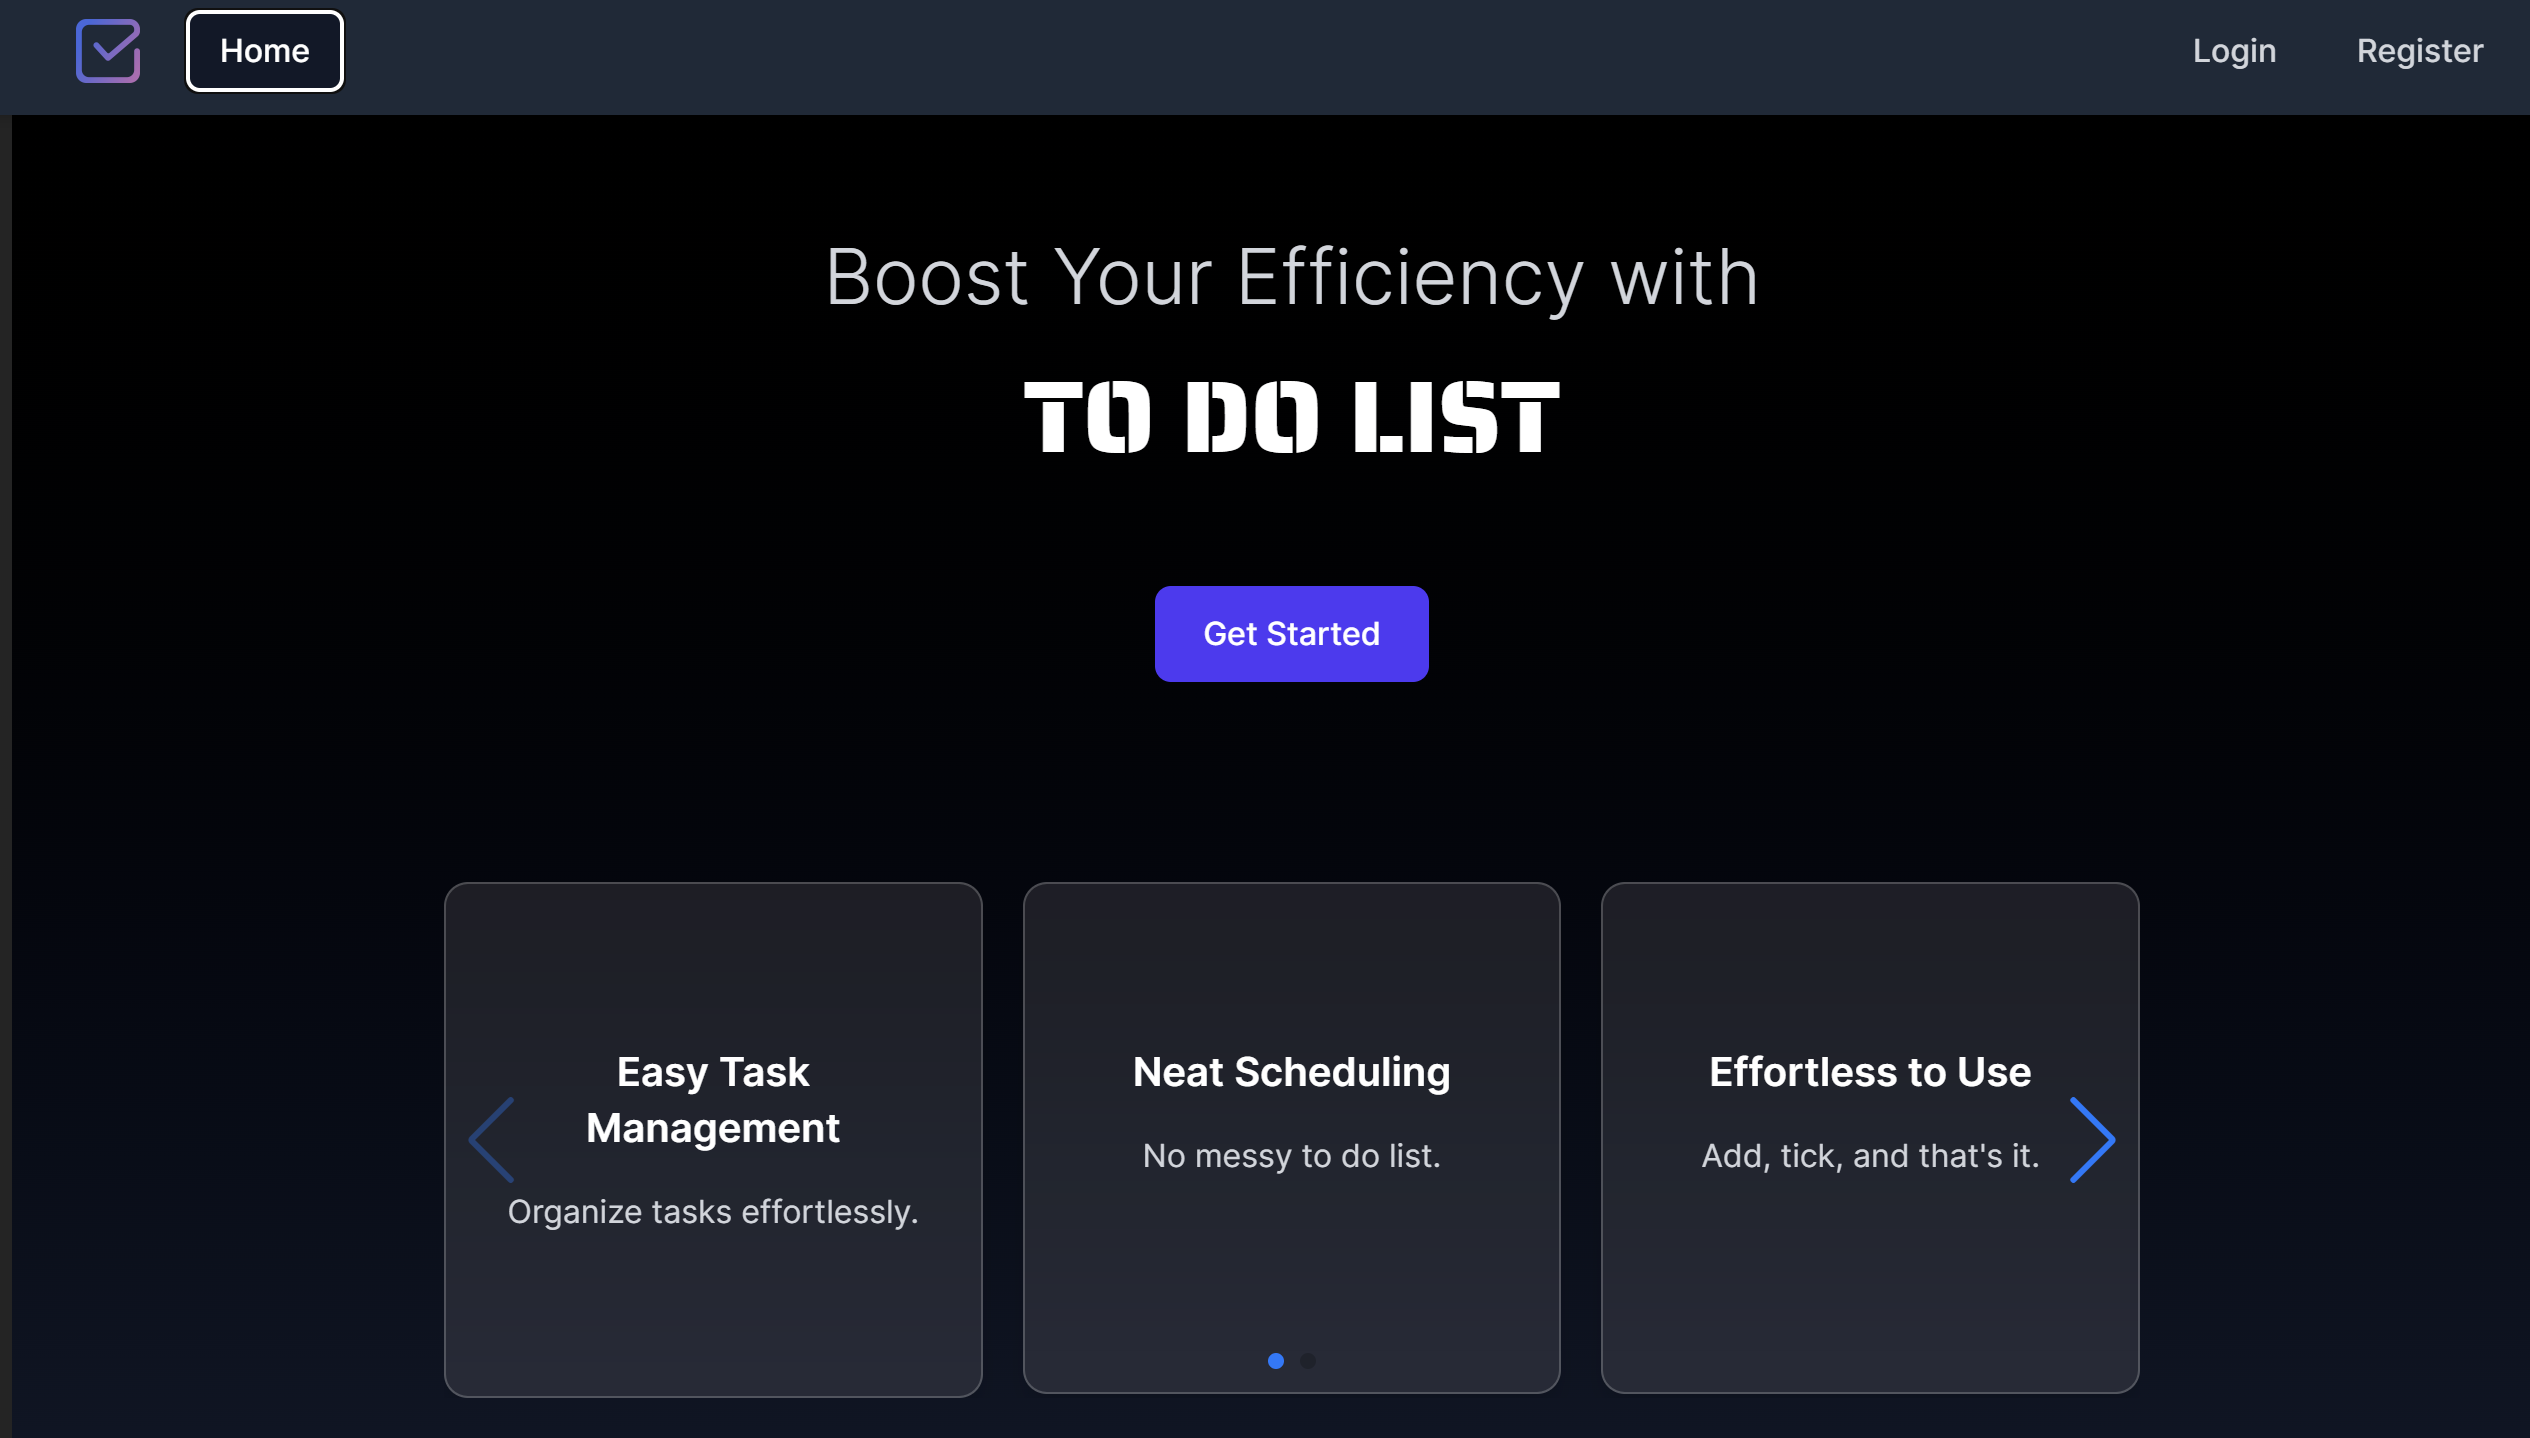 Home
Login
Register
Boost Your Efficiency with
TO DO LIST
Get Started
Easy Task
Management
Organize tasks effortlessly.
Neat Scheduling
No messy to do list.
Effortless to Use
Add, tick, and that's it.